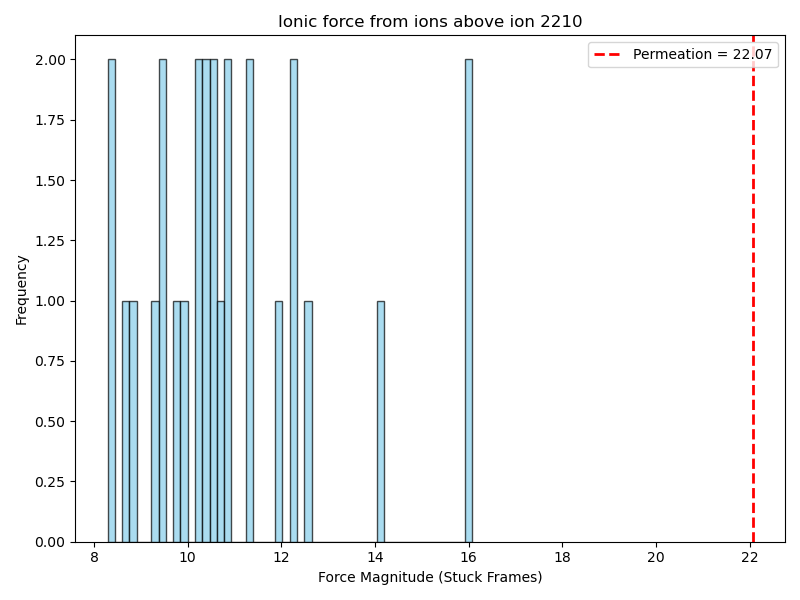 Ionic force from ions above ion 2210
Permeation = 22.07
2.00
1.75
1.50
1.25
1.00
0.75
0.50
0.25
0.00
Frequency
8 10 12 14 16 18 20 22
Force Magnitude (Stuck Frames)